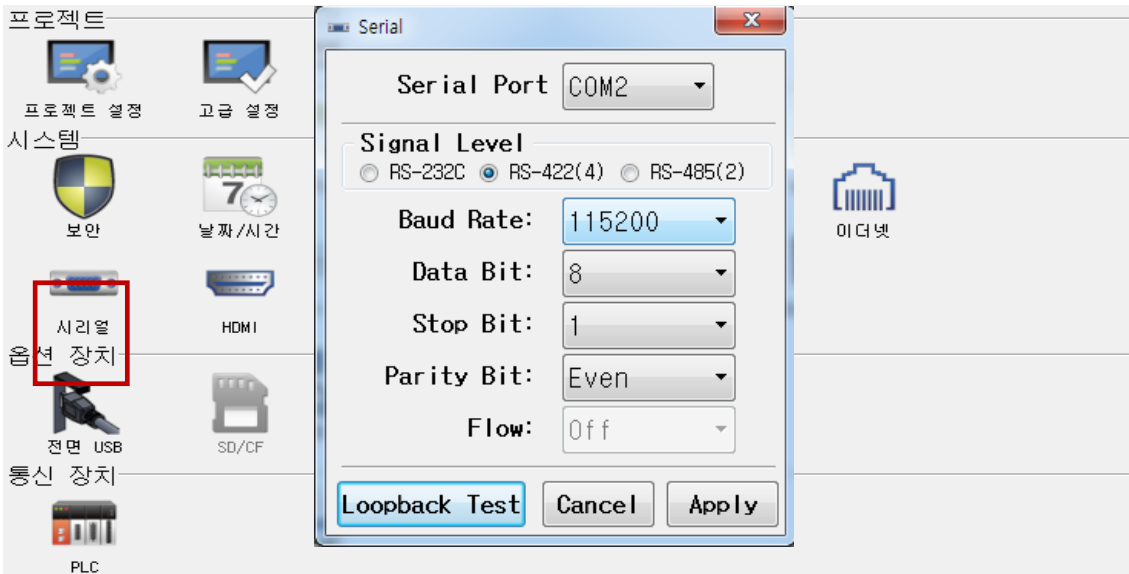 프로젝트
프로젝트 설정
고급 설정
시스템
보안
날짜/시간
7
이더넷
시리얼
HDMI
옵션 장치
전면 USB
SD/CF
통신 장치
PLC
Serial
Serial Port COM2
Signal Level
RS-232C RS-422(4) RS-485(2)
Baud Rate: 115200
Data Bit: 8
Stop Bit: 1
Parity Bit: Even
Flow: Off
Loopback Test Cancel Apply